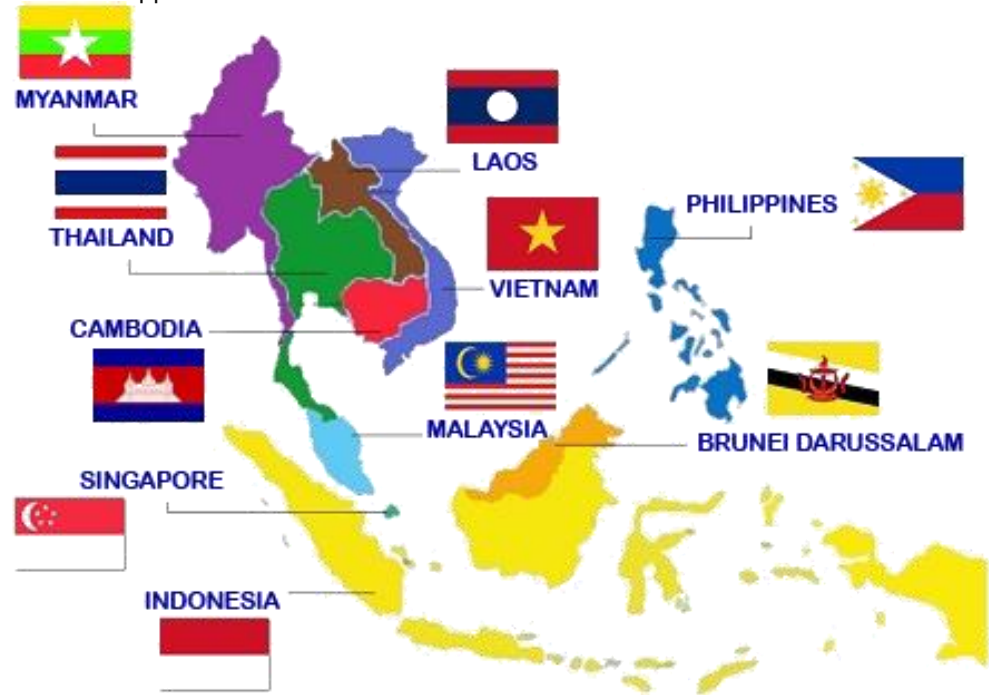 MYANMAR
LAOS
PHILIPPINES
THAILAND
VIETNAM
CAMBODIA
MALAYSIA
BRUNEI DARUSSALAM
SINGAPORE
INDONESIA